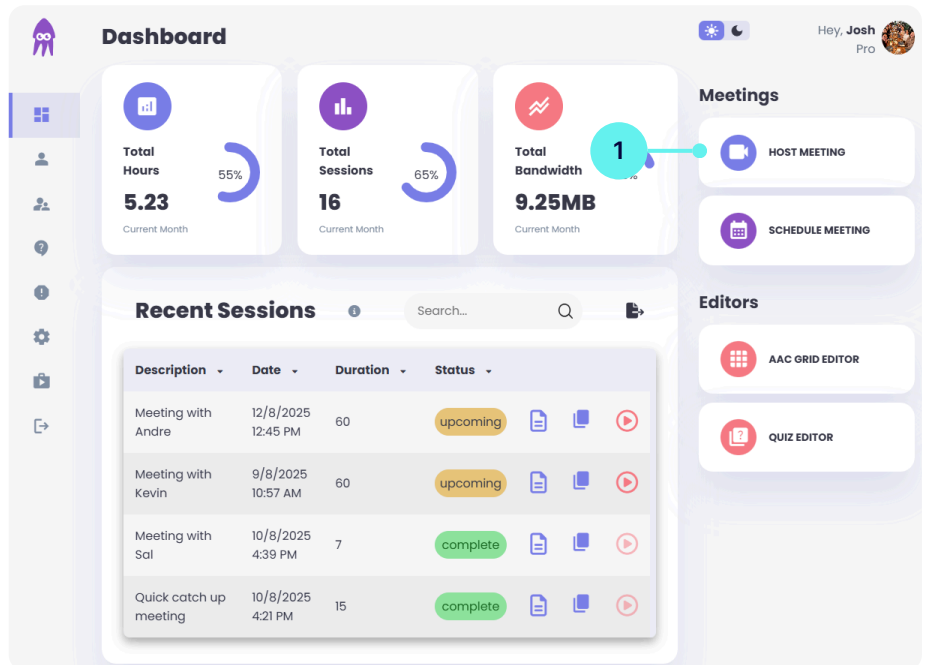 Dashboard
Hey, Josh
Pro
Total
Hours
55%
5.23
Current Month
Total
Sessions
65%
16
Current Month
Total
Bandwidth
9.25MB
Current Month
1
Meetings
HOST MEETING
SCHEDULE MEETING
Editors
AAC GRID EDITOR
QUIZ EDITOR
Recent Sessions
Search...
Description Date Duration Status
Meeting with
Andre
12/8/2025
12:45 PM
60
upcoming
Meeting with
Kevin
9/8/2025
10:57 AM
60
upcoming
Meeting with
Sal
10/8/2025
4:39 PM
7
complete
Quick catch up
meeting
10/8/2025
4:21 PM
15
complete